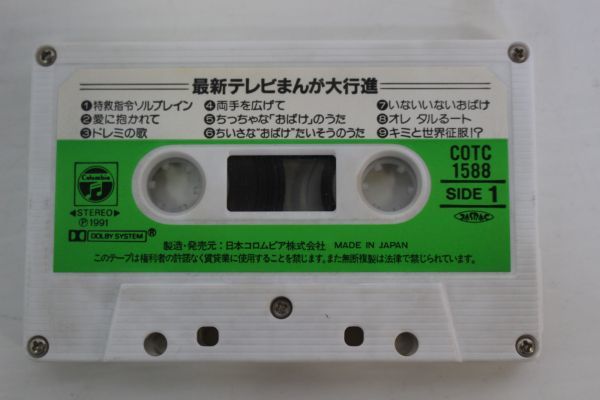 最新テレビまんが大行進
❶特救指令ソルブレイン
❷愛に抱かれて
❸ドレミの歌
❹両手を広げて
❺ちっちゃな「おばけ」のうた
❻ちいさな"おばけ"たいそうのうた
❼いないいないおばけ
❽オレ タルるート
❾キミと世界征服!?
Columbia
◀STEREO▶
Ⓟ1991
DOLBY SYSTEM®
COTC
1588
SIDE 1
JASRAC
製造・発売元:日本コロムビア株式会社 MADE IN JAPAN
このテープは権利者の許諾なく賃貸業に使用することを禁じます。また無断複製は法律で禁じられています。